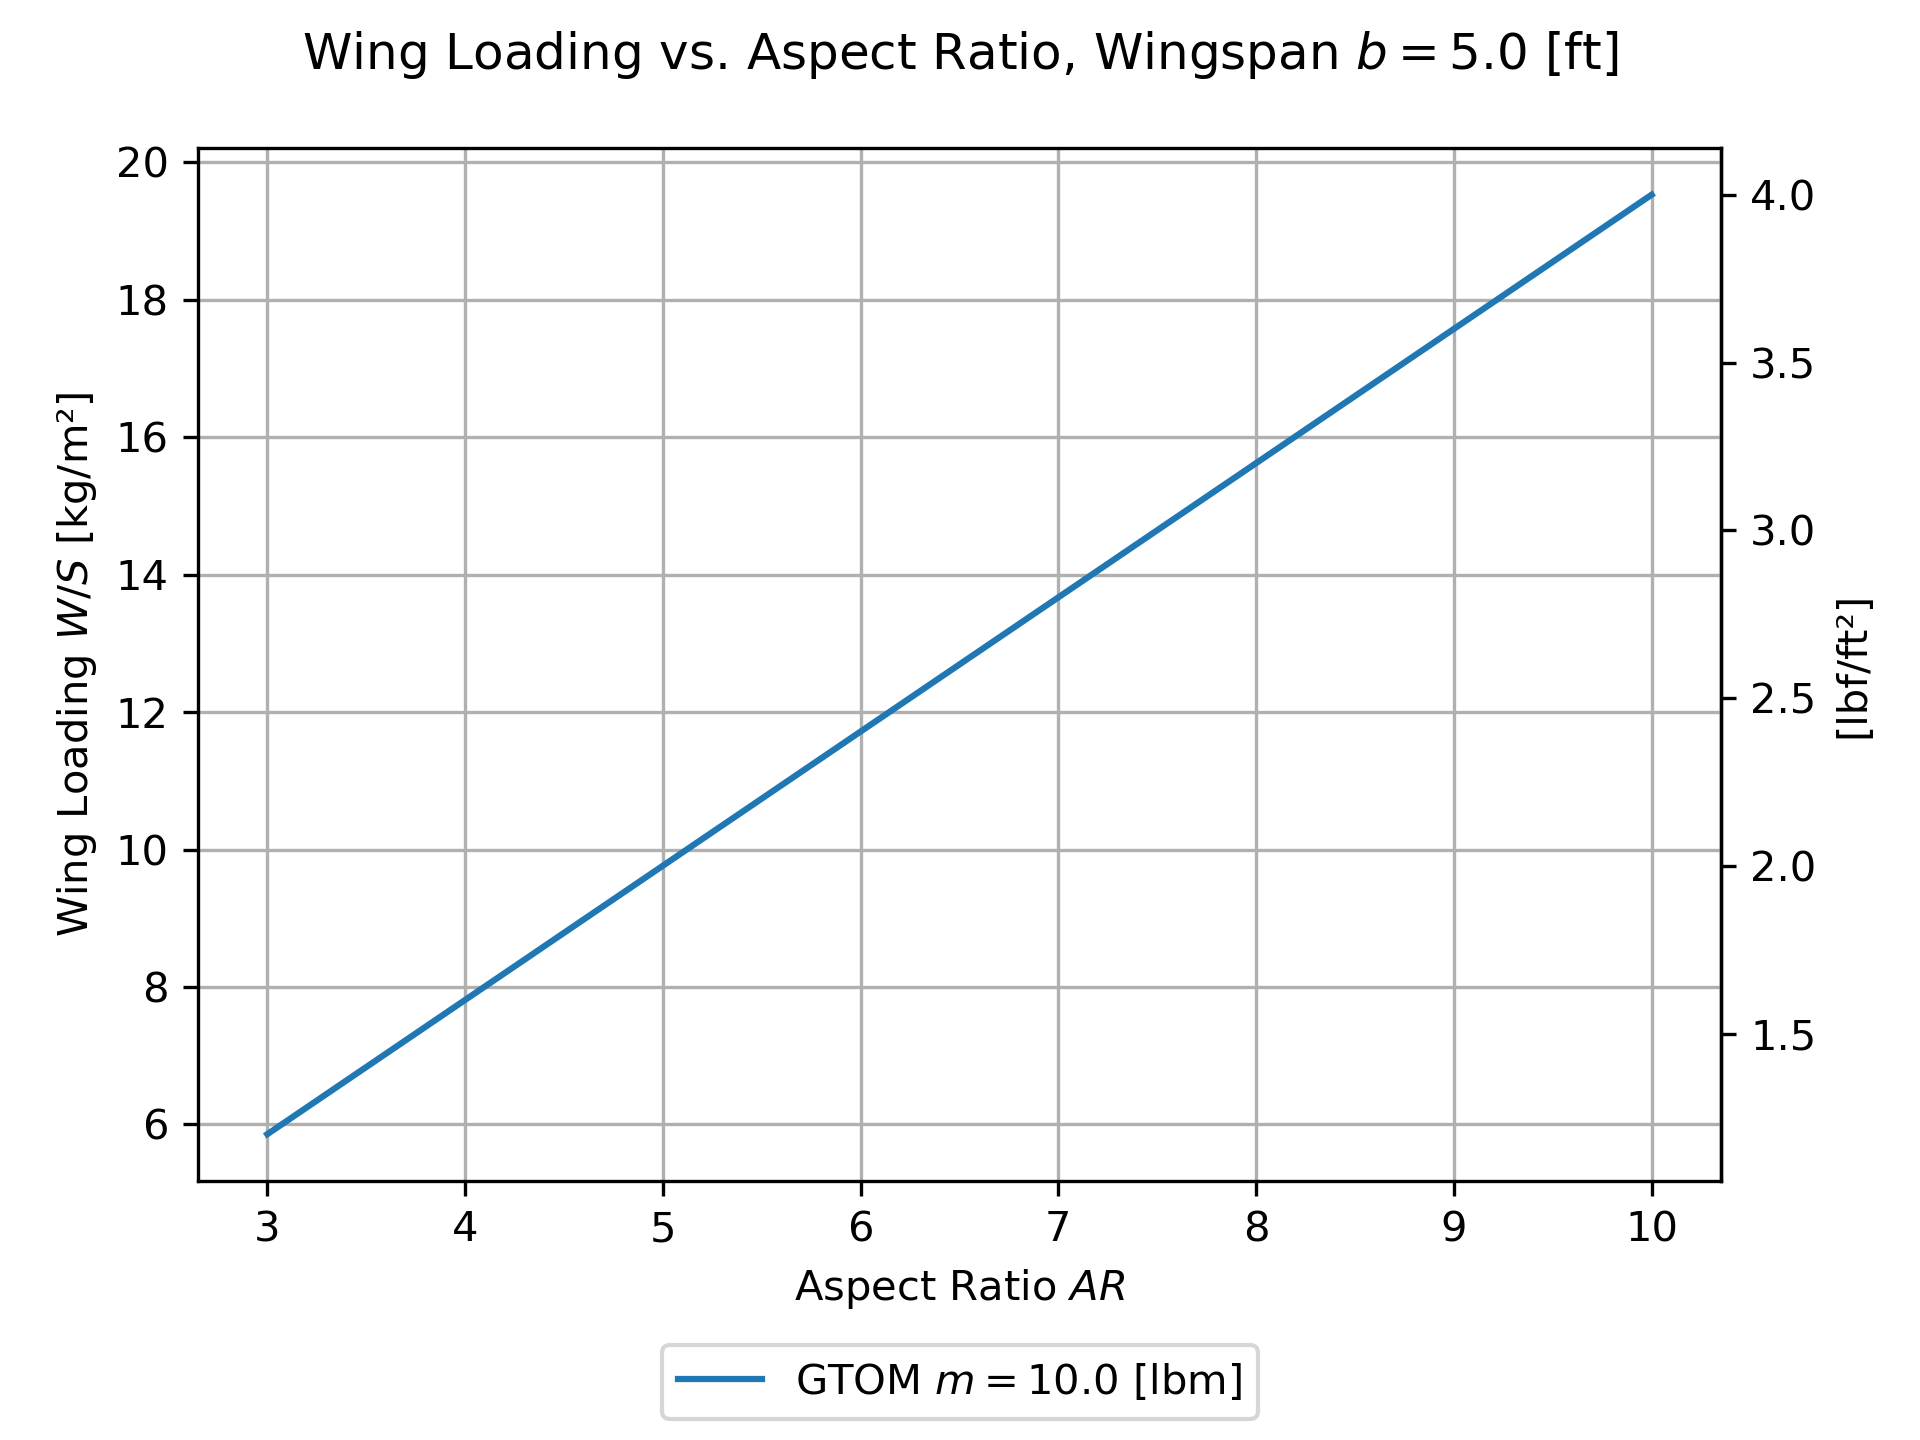 Wing Loading vs. Aspect Ratio, Wingspan b = 5.0 [ft]
Wing Loading W/S [kg/m²]
20
18
16
14
12
10
8
6
4.0
3.5
3.0
2.5
2.0
1.5
[lbf/ft²]
3 4 5 6 7 8 9 10
Aspect Ratio AR
GTOM m = 10.0 [lbm]